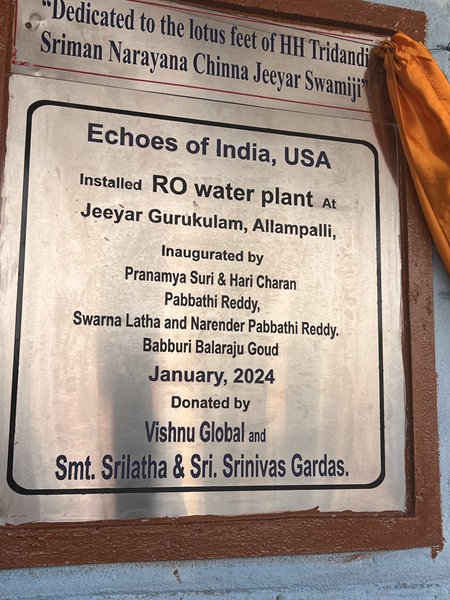 "Dedicated to the lotus feet of HH Tridandi
Sriman Narayana Chinna Jeeyar Swamiji"
Echoes of India, USA
Installed RO water plant At
Jeeyar Gurukulam, Allampalli,
Inaugurated by
Pranamya Suri & Hari Charan
Pabbathi Reddy,
Swarna Latha and Narender Pabbathi Reddy.
Babburi Balaraju Goud
January, 2024
Donated by
Vishnu Global and
Smt. Srilatha & Sri. Srinivas Gardas.